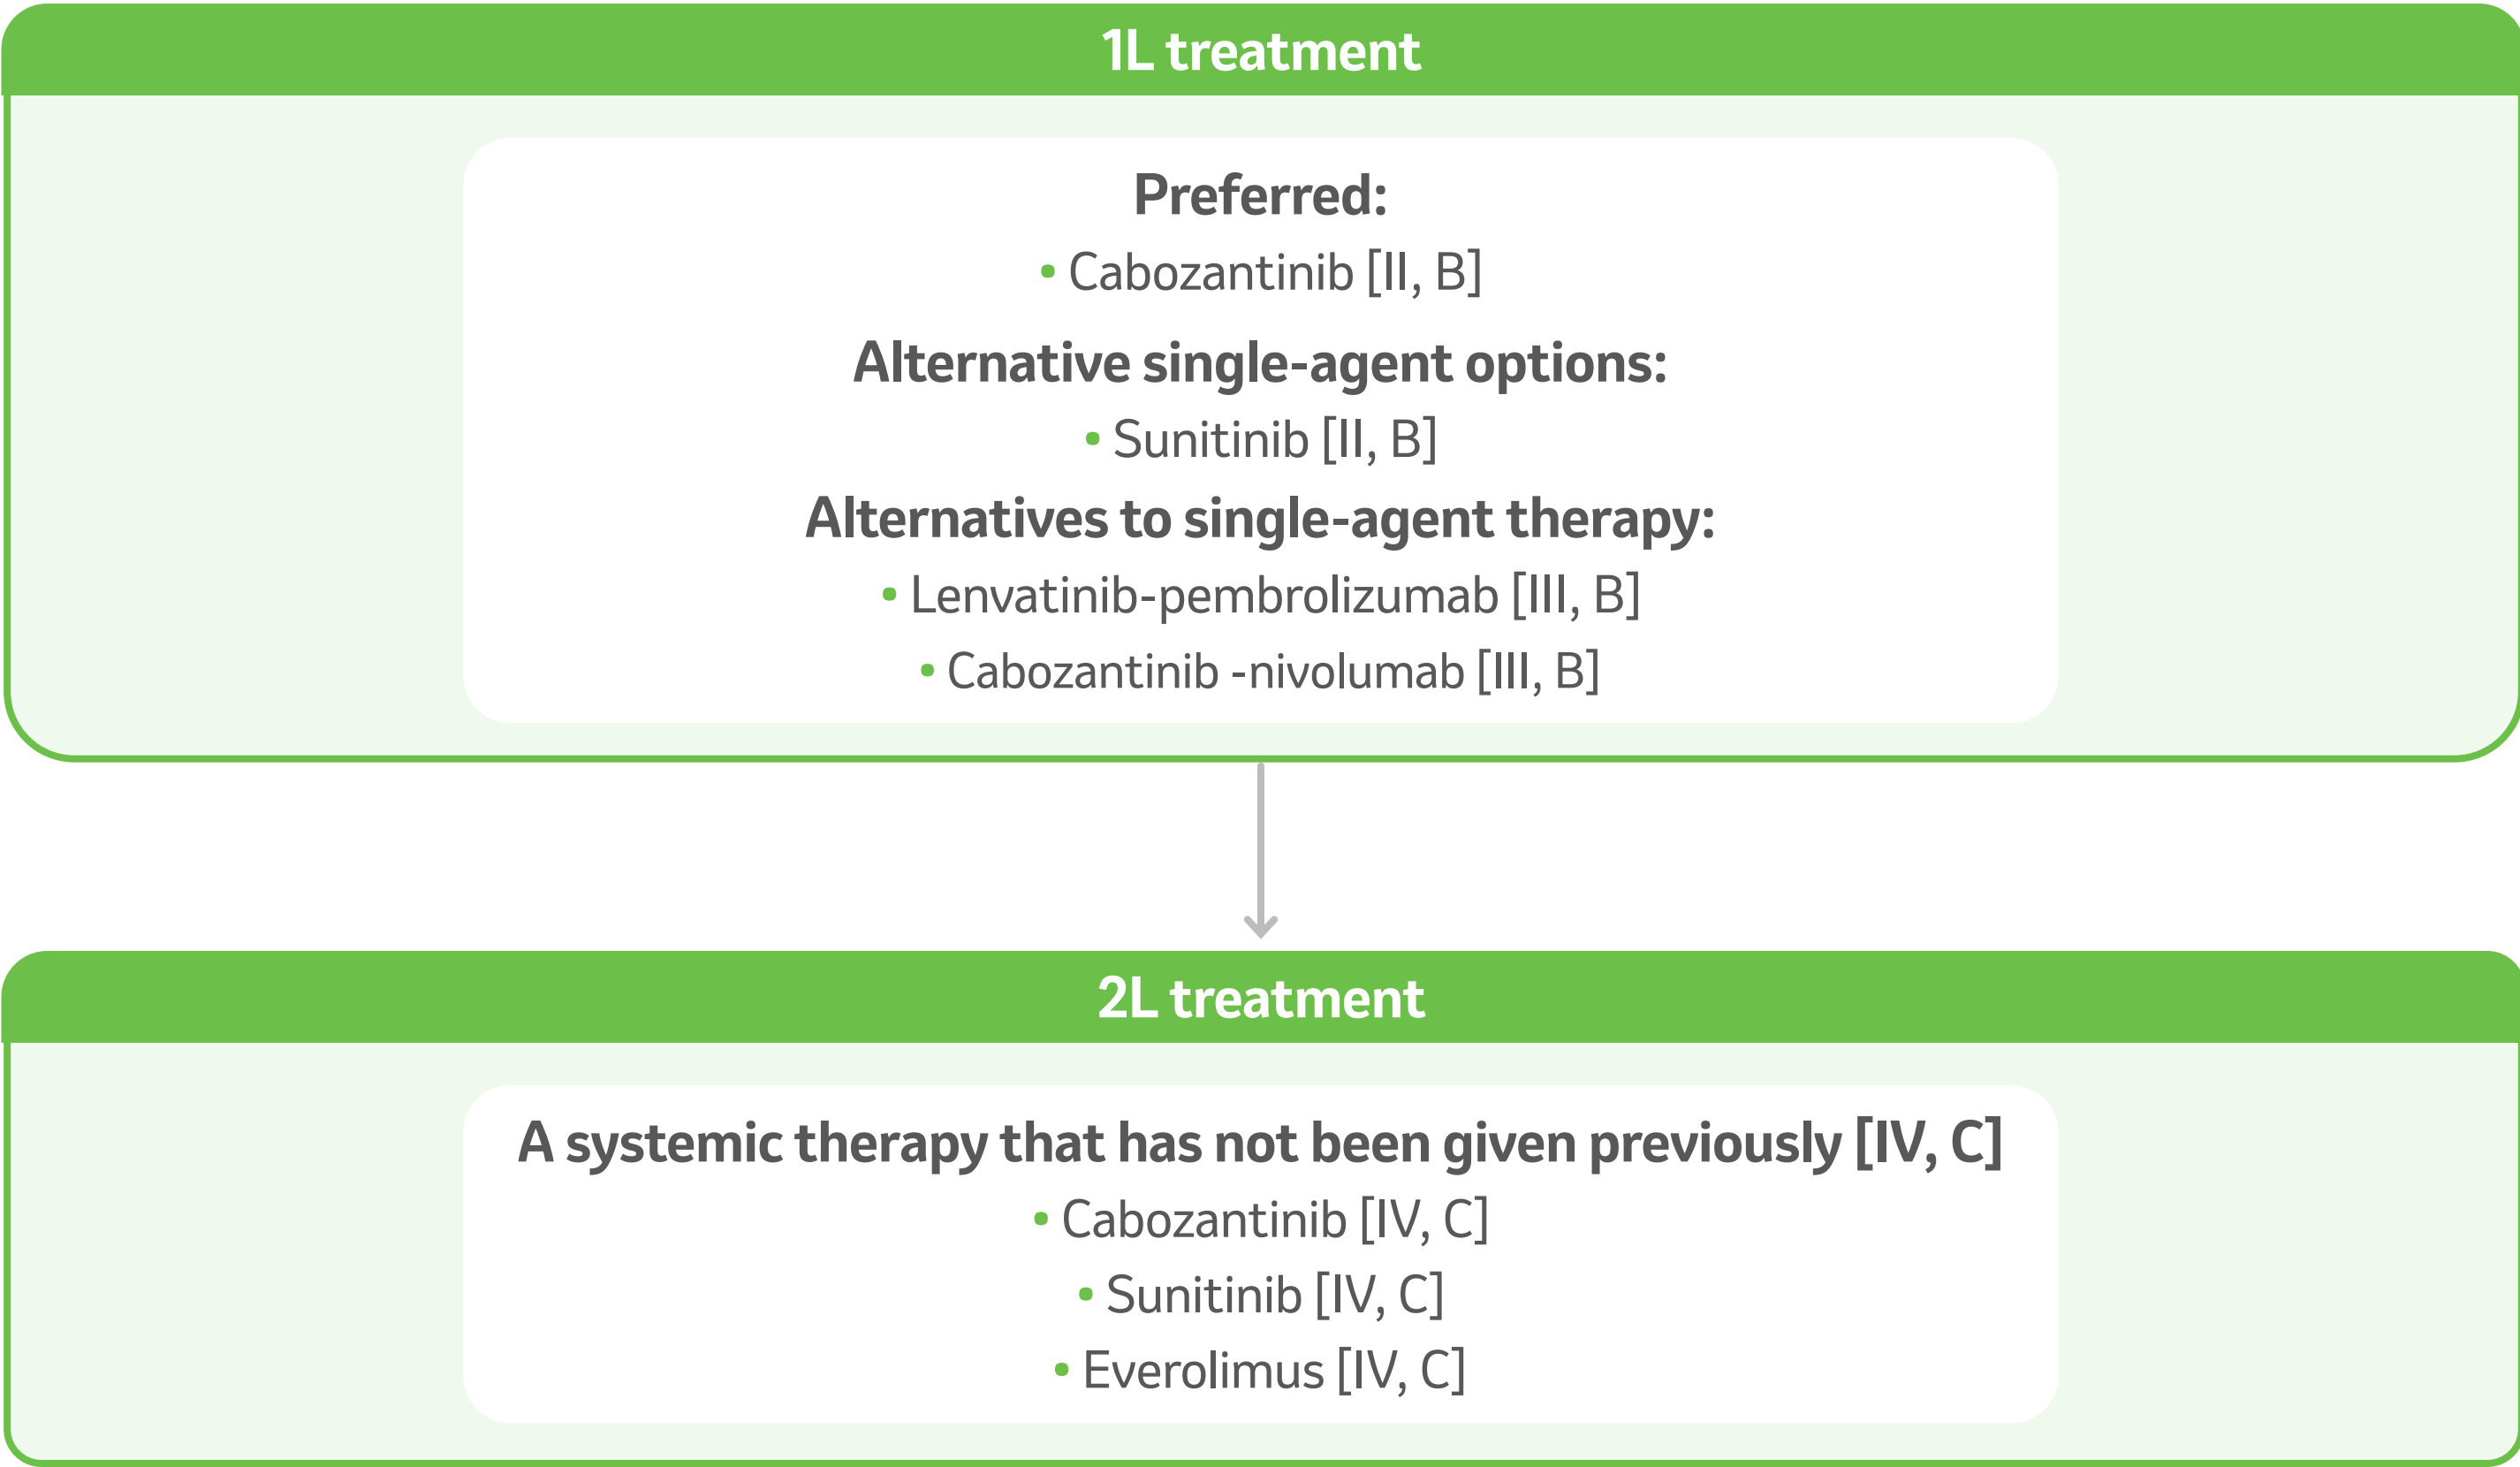 1L treatment
Preferred:
• Cabozantinib [II, B]
Alternative single-agent options:
• Sunitinib [II, B]
Alternatives to single-agent therapy:
• Lenvatinib-pembrolizumab [III, B]
• Cabozantinib -nivolumab [III, B]
2L treatment
A systemic therapy that has not been given previously [IV, C]
• Cabozantinib [IV, C]
• Sunitinib [IV, C]
• Everolimus [IV, C]